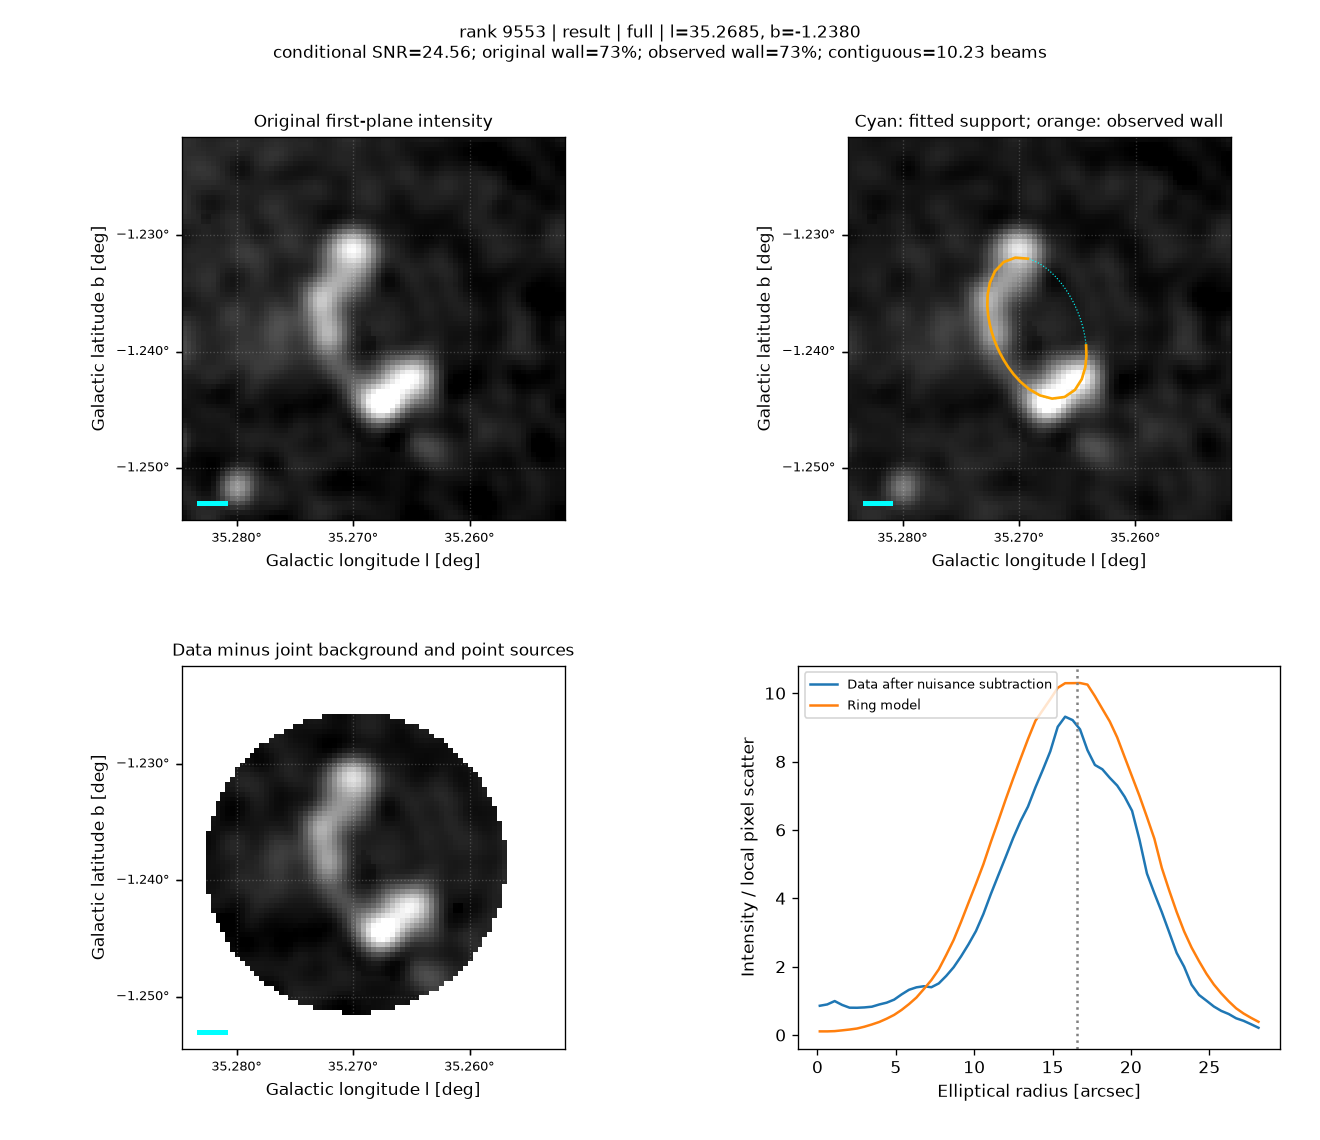 rank 9553 | result | full | l=35.2685, b=-1.2380
conditional SNR=24.56; original wall=73%; observed wall=73%; contiguous=10.23 beams
Original first-plane intensity
−1.230°
−1.240°
−1.250°
35.280°
35.270°
35.260°
Galactic longitude l [deg]
Galactic latitude b [deg]
Cyan: fitted support; orange: observed wall
−1.230°
−1.240°
−1.250°
35.280°
35.270°
35.260°
Galactic longitude l [deg]
Galactic latitude b [deg]
Data minus joint background and point sources
−1.230°
−1.240°
−1.250°
35.280°
35.270°
35.260°
Galactic longitude l [deg]
Galactic latitude b [deg]
Data after nuisance subtraction
Ring model
10
8
6
4
2
0
0
5
10
15
20
25
Elliptical radius [arcsec]
Intensity / local pixel scatter